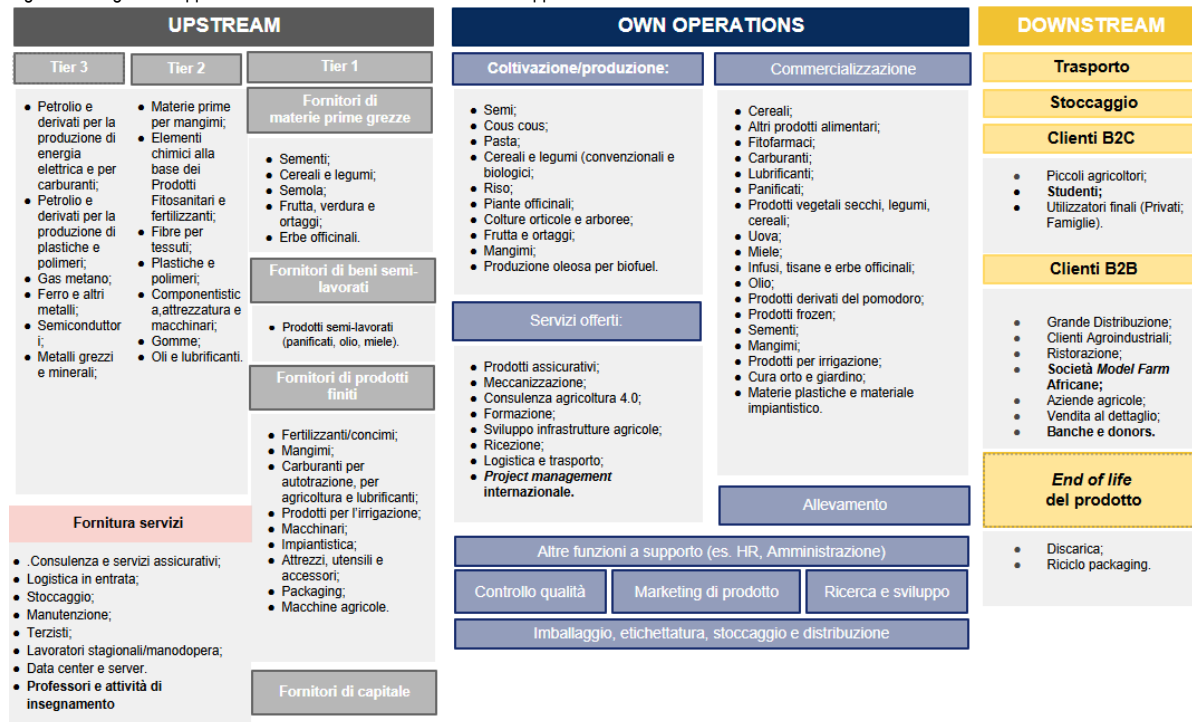 UPSTREAM
Tier 3
Tier 2
Tier 1
● Petrolio e
derivati per la
produzione di
energia
elettrica e per
carburanti;
● Petrolio e
derivati per la
produzione di
plastiche e
polimeri;
● Gas metano;
● Ferro e altri
metalli;
● Semiconduttor
i;
● Metalli grezzi
e minerali;
● Materie prime
per mangimi;
● Elementi
chimici alla
base dei
Prodotti
Fitosanitari e
fertilizzanti;
● Fibre per
tessuti;
● Plastiche e
polimeri;
● Componentistic
a,attrezzatura e
macchinari;
● Gomme;
● Oli e lubrificanti.
Fornitori di
materie prime grezze
● Sementi;
● Cereali e legumi;
● Semola;
● Frutta, verdura e
ortaggi;
● Erbe officinali.
Fornitori di beni semi-
lavorati
● Prodotti semi-lavorati
(panificati, olio, miele).
Fornitori di prodotti
finiti
● Fertilizzanti/concimi;
● Mangimi;
● Carburanti per
autotrazione, per
agricoltura e lubrificanti;
● Prodotti per l'irrigazione;
● Macchinari;
● Impiantistica;
● Attrezzi, utensili e
accessori;
● Packaging;
● Macchine agricole.
Fornitori di capitale
Fornitura servizi
● .Consulenza e servizi assicurativi;
● Logistica in entrata;
● Stoccaggio;
● Manutenzione;
● Terzisti;
● Lavoratori stagionali/manodopera;
● Data center e server.
● Professori e attività di
insegnamento
OWN OPERATIONS
Coltivazione/produzione:
● Semi;
● Cous cous;
● Pasta;
● Cereali e legumi (convenzionali e
biologici;
● Riso;
● Piante officinali;
● Colture orticole e arboree;
● Frutta e ortaggi;
● Mangimi;
● Produzione oleosa per biofuel.
Servizi offerti:
● Prodotti assicurativi;
● Meccanizzazione;
● Consulenza agricoltura 4.0;
● Formazione;
● Sviluppo infrastrutture agricole;
● Ricezione;
● Logistica e trasporto;
● Project management
internazionale.
Commercializzazione
● Cereali;
● Altri prodotti alimentari;
● Fitofarmaci;
● Carburanti;
● Lubrificanti;
● Panificati;
● Prodotti vegetali secchi, legumi,
cereali;
● Uova;
● Miele;
● Infusi, tisane e erbe officinali;
● Olio;
● Prodotti derivati del pomodoro;
● Prodotti frozen;
● Sementi;
● Mangimi;
● Prodotti per irrigazione;
● Cura orto e giardino;
● Materie plastiche e materiale
impiantistico.
Allevamento
Altre funzioni a supporto (es. HR, Amministrazione)
Controllo qualità
Marketing di prodotto
Ricerca e sviluppo
Imballaggio, etichettatura, stoccaggio e distribuzione
DOWNSTREAM
Trasporto
Stoccaggio
Clienti B2C
● Piccoli agricoltori;
● Studenti;
● Utilizzatori finali (Privati;
Famiglie).
Clienti B2B
● Grande Distribuzione;
● Clienti Agroindustriali;
● Ristorazione;
● Società Model Farm
Africane;
● Aziende agricole;
● Vendita al dettaglio;
● Banche e donors.
End of life
del prodotto
● Discarica;
● Riciclo packaging.